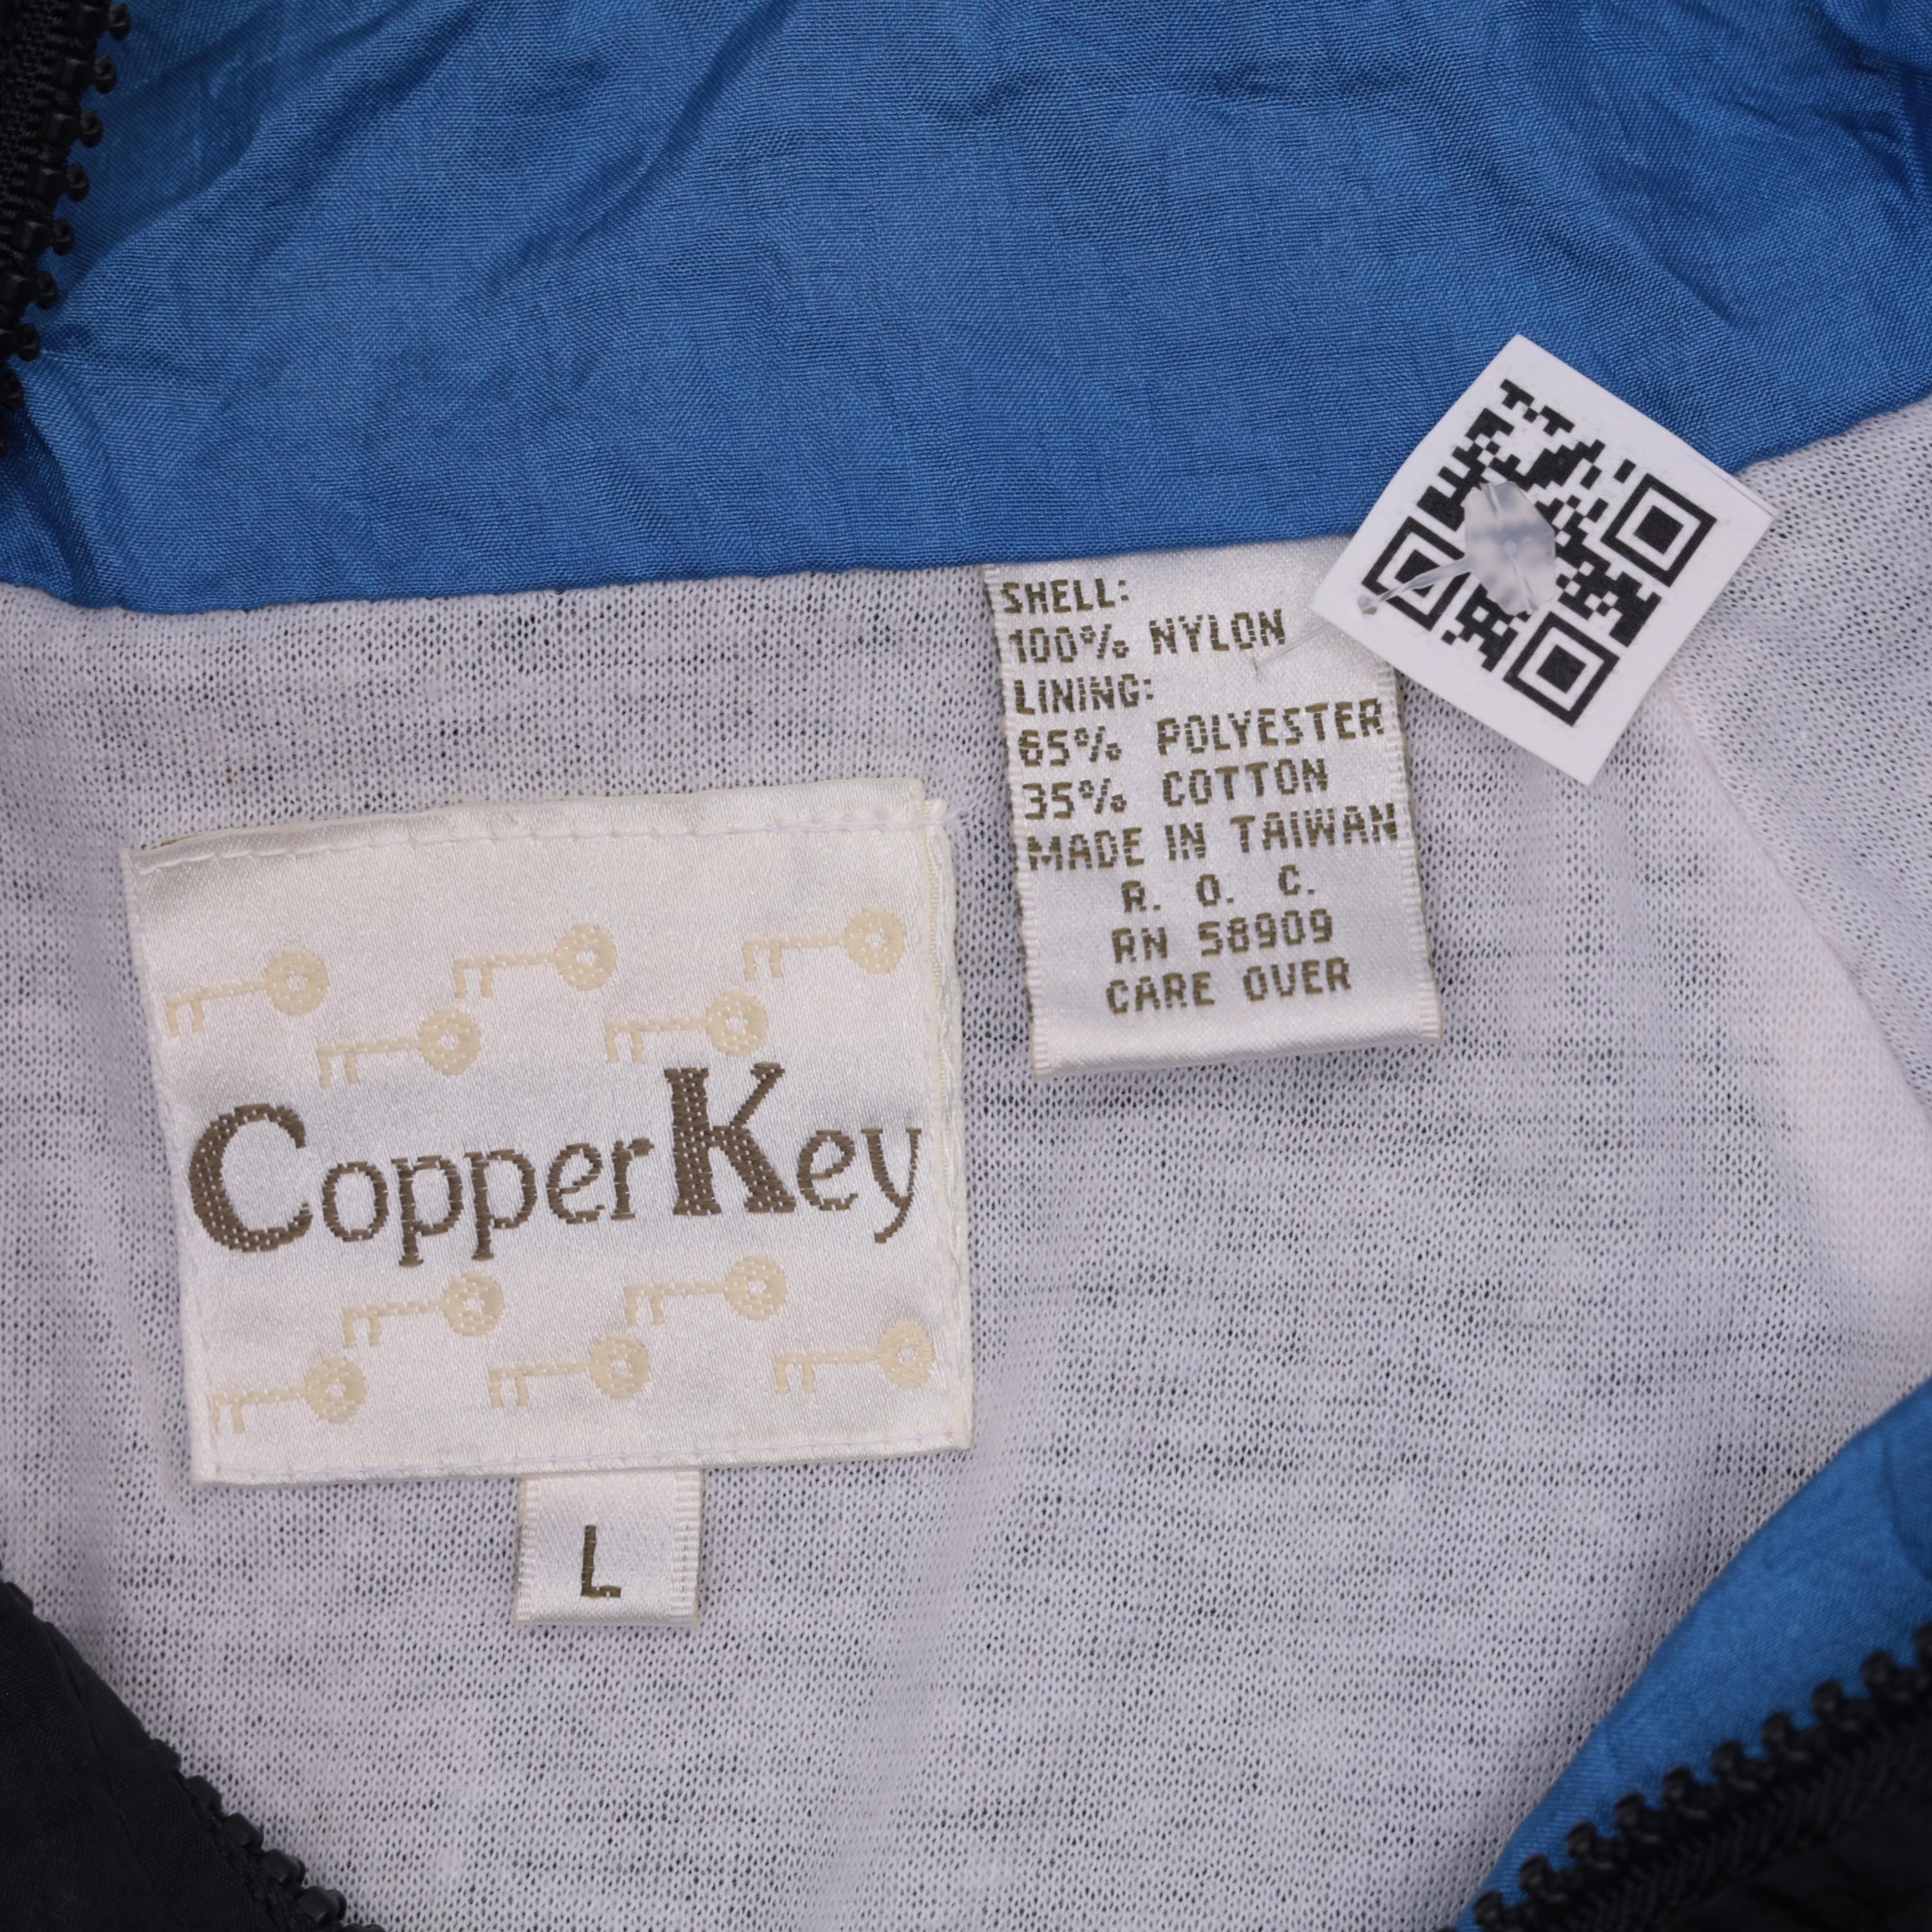 SHELL:
100% NYLON
LINING:
65% POLYESTER
35% COTTON
MADE IN TAIWAN
R. O. C.
RN 58909
CARE OVER
CopperKey
L